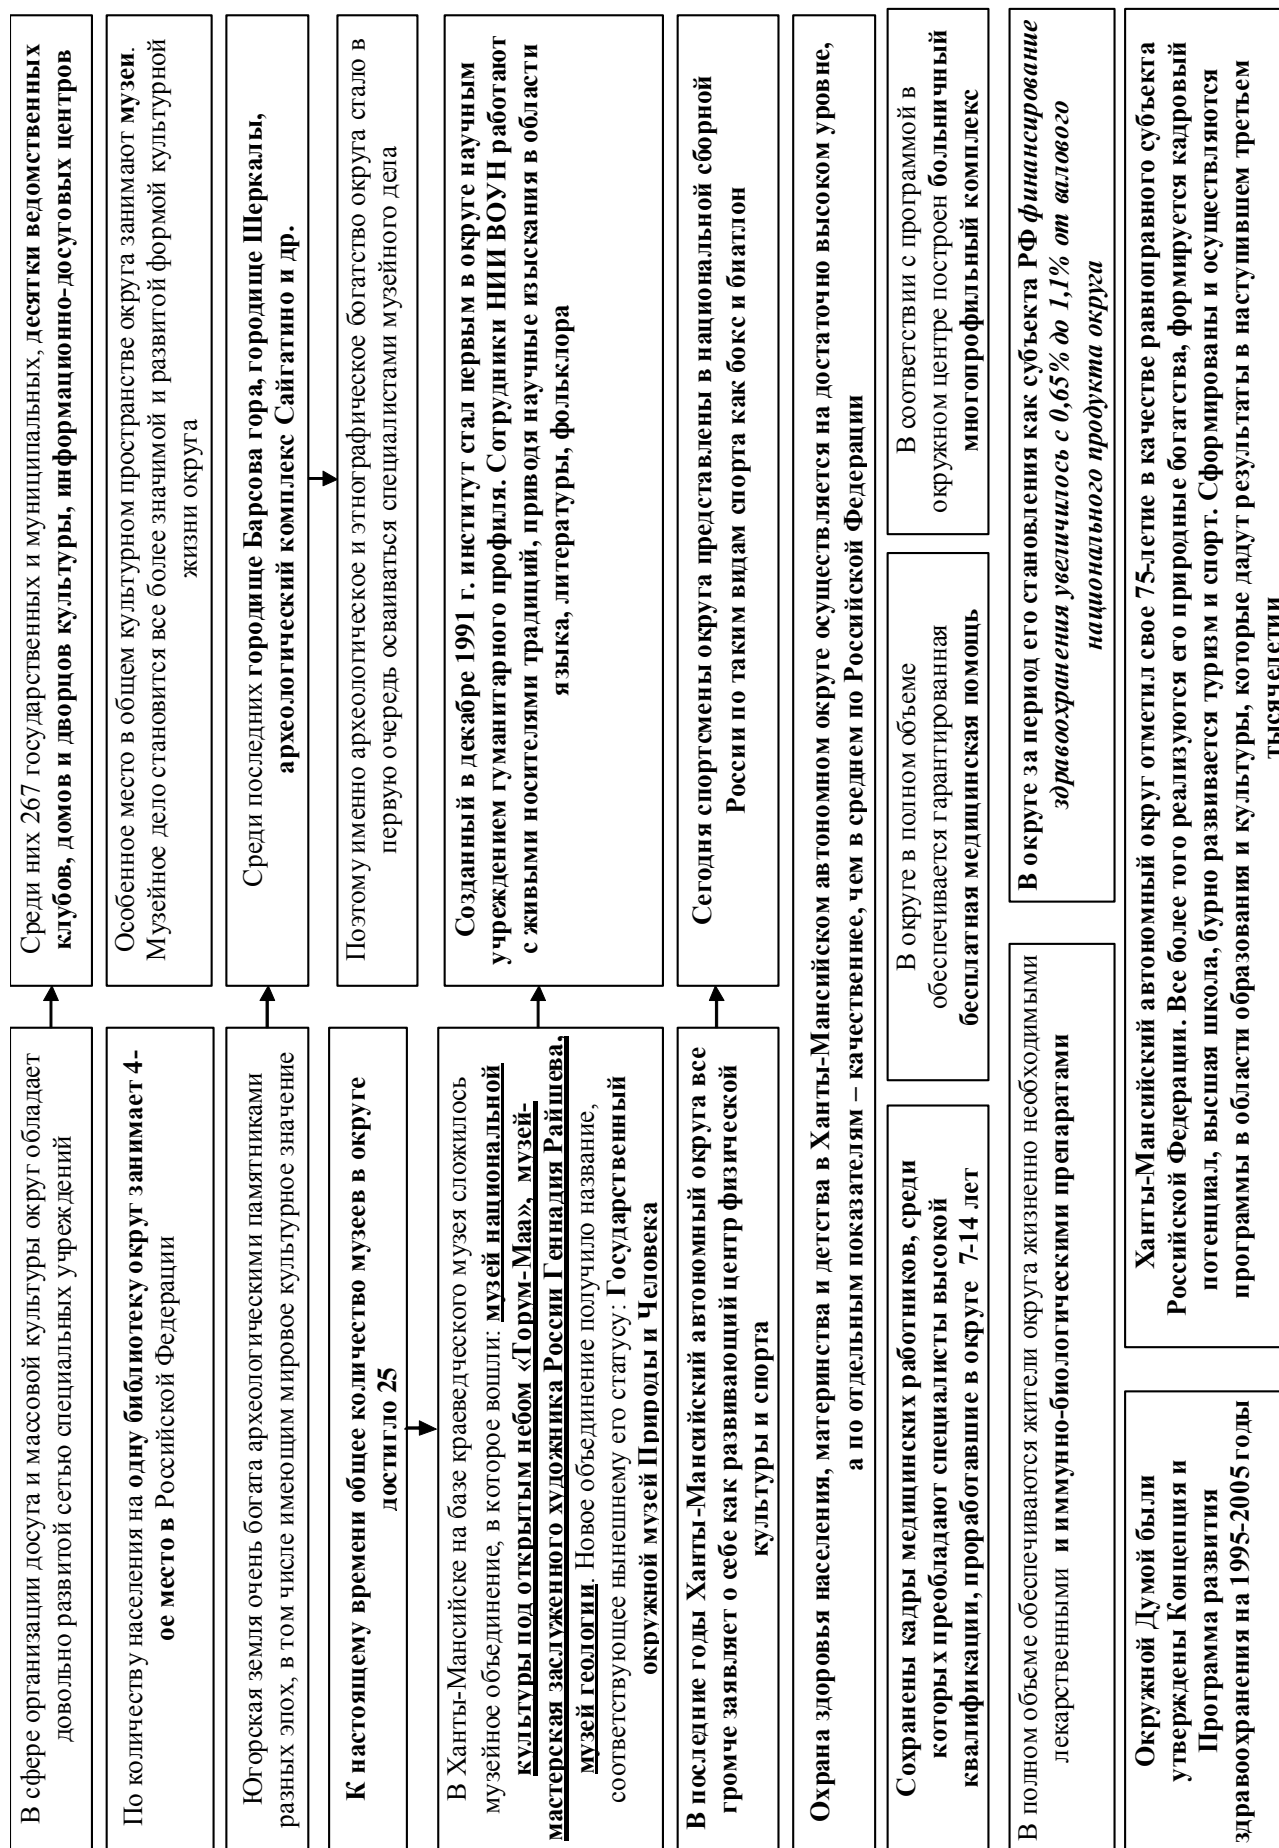 В сфере организации досуга и массовой культуры округ обладает
довольно развитой сетью специальных учреждений
Среди них 267 государственных и муниципальных, десятки ведомственных
клубов, домов и дворцов культуры, информационно-досуговых центров
По количеству населения на одну библиотеку округ занимает 4-
ое место в Российской Федерации
Особенное место в общем культурном пространстве округа занимают музеи.
Музейное дело становится все более значимой и развитой формой культурной
жизни округа
Югорская земля очень богата археологическими памятниками
разных эпох, в том числе имеющим мировое культурное значение
Среди последних городище Барсова гора, городище Шеркалы,
археологический комплекс Сайгатино и др.
К настоящему времени общее количество музеев в округе
достигло 25
Поэтому именно археологическое и этнографическое богатство округа стало в
первую очередь осваиваться специалистами музейного дела
В Ханты-Мансийске на базе краеведческого музея сложилось
музейное объединение, в которое вошли: музей национальной
культуры под открытым небом «Торум-Маа», музей-
мастерская заслуженного художника России Геннадия Райшева,
музей геологии. Новое объединение получило название,
соответствующее нынешнему его статусу: Государственный
окружной музей Природы и Человека
Созданный в декабре 1991 г. институт стал первым в округе научным
учреждением гуманитарного профиля. Сотрудники НИИ ВОУН работают
с живыми носителями традиций, приводя научные изыскания в области
языка, литературы, фольклора
В последние годы Ханты-Мансийский автономный округа все
громче заявляет о себе как развивающий центр физической
культуры и спорта
Сегодня спортсмены округа представлены в национальной сборной
России по таким видам спорта как бокс и биатлон
Охрана здоровья населения, материнства и детства в Ханты-Мансийском автономном округе осуществляется на достаточно высоком уровне,
а по отдельным показателям – качественнее, чем в среднем по Российской Федерации
Сохранены кадры медицинских работников, среди
которых преобладают специалисты высокой
квалификации, проработавшие в округе 7-14 лет
В округе в полном объеме
обеспечивается гарантированная
бесплатная медицинская помощь
В соответствии с программой в
окружном центре построен больничный
многопрофильный комплекс
В полном объеме обеспечиваются жители округа жизненно необходимыми
лекарственными и иммунно-биологическими препаратами
В округе за период его становления как субъекта РФ финансирование
здравоохранения увеличилось с 0,65% до 1,1% от валового
национального продукта округа
Окружной Думой были
утверждены Концепция и
Программа развития
здравоохранения на 1995-2005 годы
Ханты-Мансийский автономный округ отметил свое 75-летие в качестве равноправного субъекта
Российской Федерации. Все более того реализуются его природные богатства, формируется кадровый
потенциал, высшая школа, бурно развивается туризм и спорт. Сформированы и осуществляются
программы в области образования и культуры, которые дадут результаты в наступившем третьем
тысячелетии